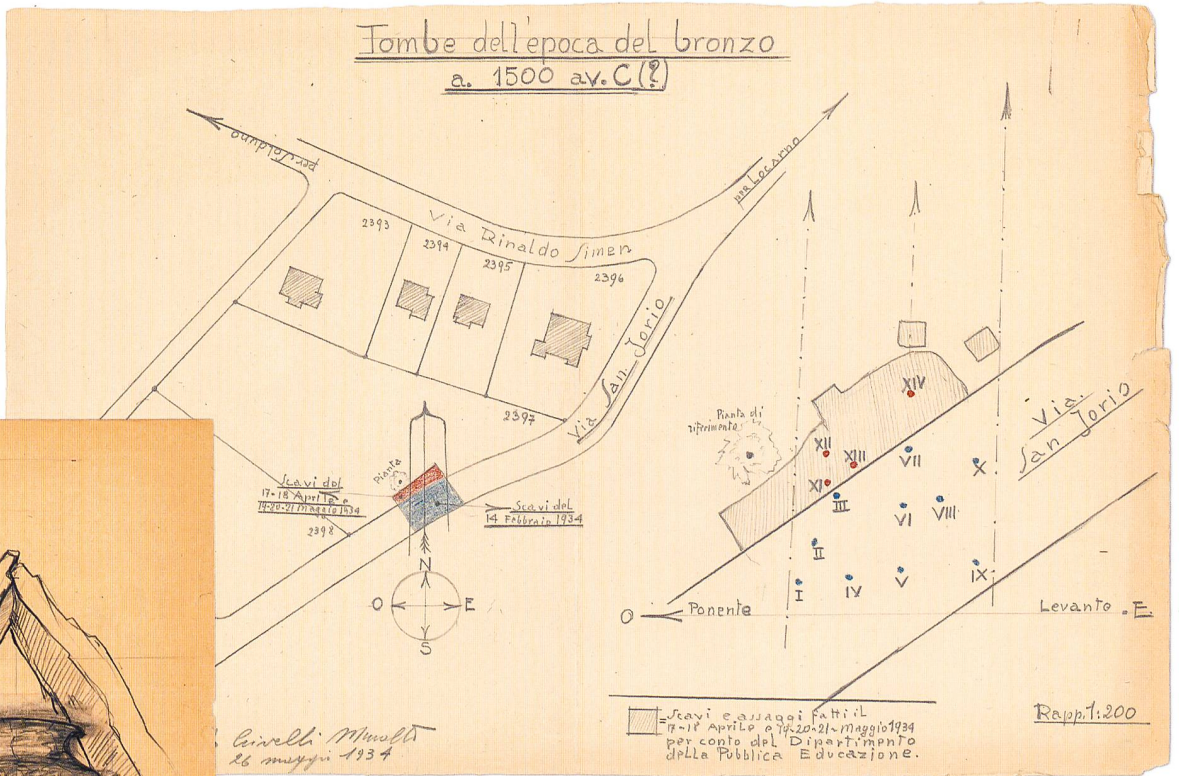 Tombe dell'epoca del bronzo
a. 1500 av. C (?)
per Solduno
per Locarno
Via Rinaldo Simen
2393
2394
2395
2396
2397
Via San Jorio
Pianta
Scavi del
17-18 Aprile e
19-20-21 Maggio 1934
2398
Scavi del
14 Febbraio 1934
N
O
E
S
Pianta di
riferimento
XIV
XII
XIII
XI
VII
X
III
VI
VIII
II
I
IV
V
IX
Via
San Jorio
O
Ponente
Levante
E.
= Scavi e assaggi fatti il
17-18 Aprile e 19-20-21-Maggio 1934
per conto del Dipartimento
della Pubblica Educazione.
Rapp. 1:200
Crivelli Muralto
26 maggio 1934